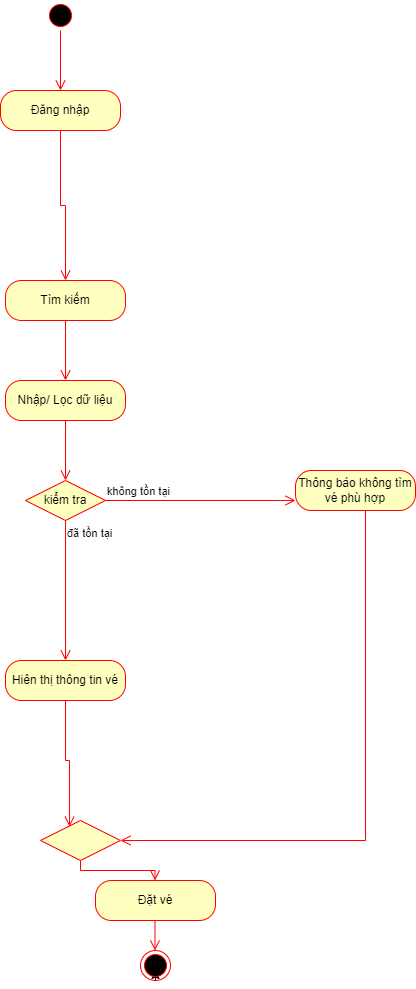 Đăng nhập
Tìm kiếm
Nhập/ Lọc dữ liệu
kiểm tra
không tồn tại
Thông báo không tìm
vé phù hợp
đã tồn tại
Hiên thị thông tin vé
Đặt vé